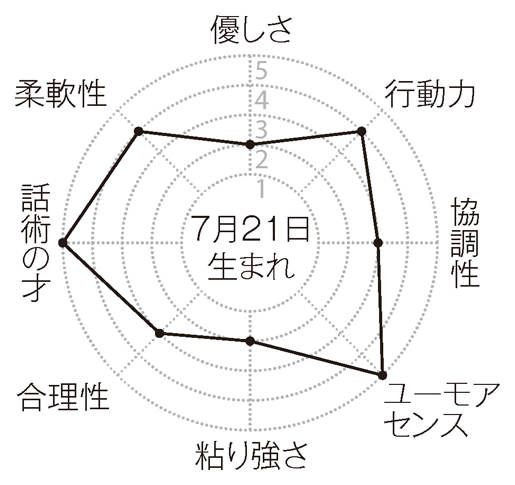 優しさ
柔軟性
行動力
5
4
3
2
1
話術の才
7月21日
生まれ
協調性
合理性
ユーモア
センス
粘り強さ